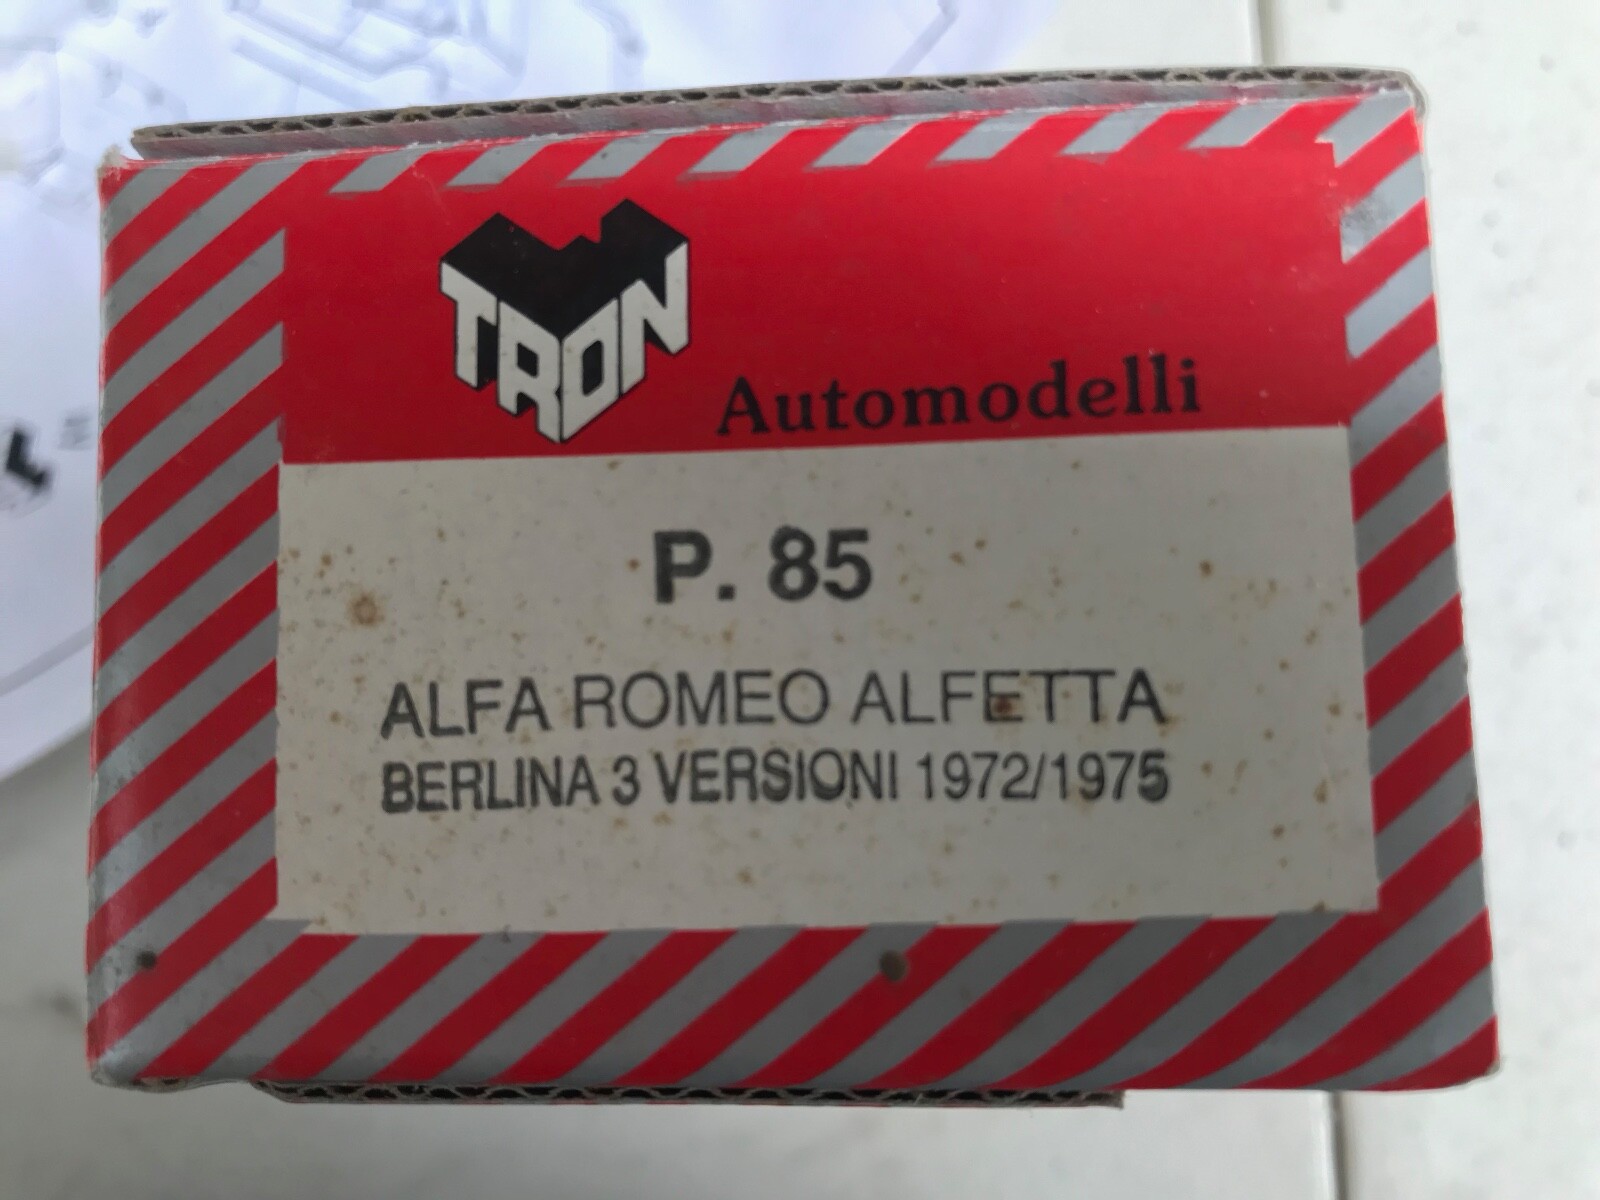 TRON
Automodelli
P. 85
ALFA ROMEO ALFETTA
BERLINA 3 VERSIONI 1972/1975